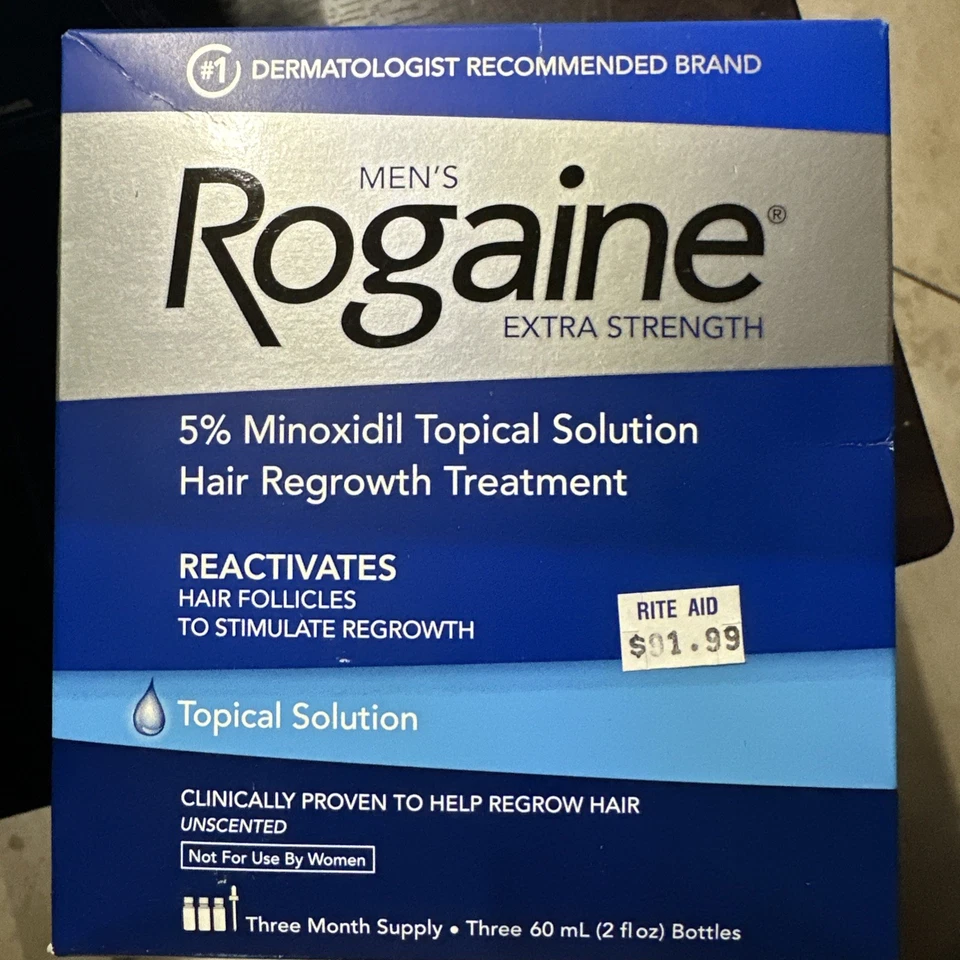 #1 DERMATOLOGIST RECOMMENDED BRAND
MEN'S
Rogaine®
EXTRA STRENGTH
5% Minoxidil Topical Solution
Hair Regrowth Treatment
REACTIVATES
HAIR FOLLICLES
TO STIMULATE REGROWTH
RITE AID
$91.99
Topical Solution
CLINICALLY PROVEN TO HELP REGROW HAIR
UNSCENTED
Not For Use By Women
Three Month Supply • Three 60 mL (2 fl oz) Bottles